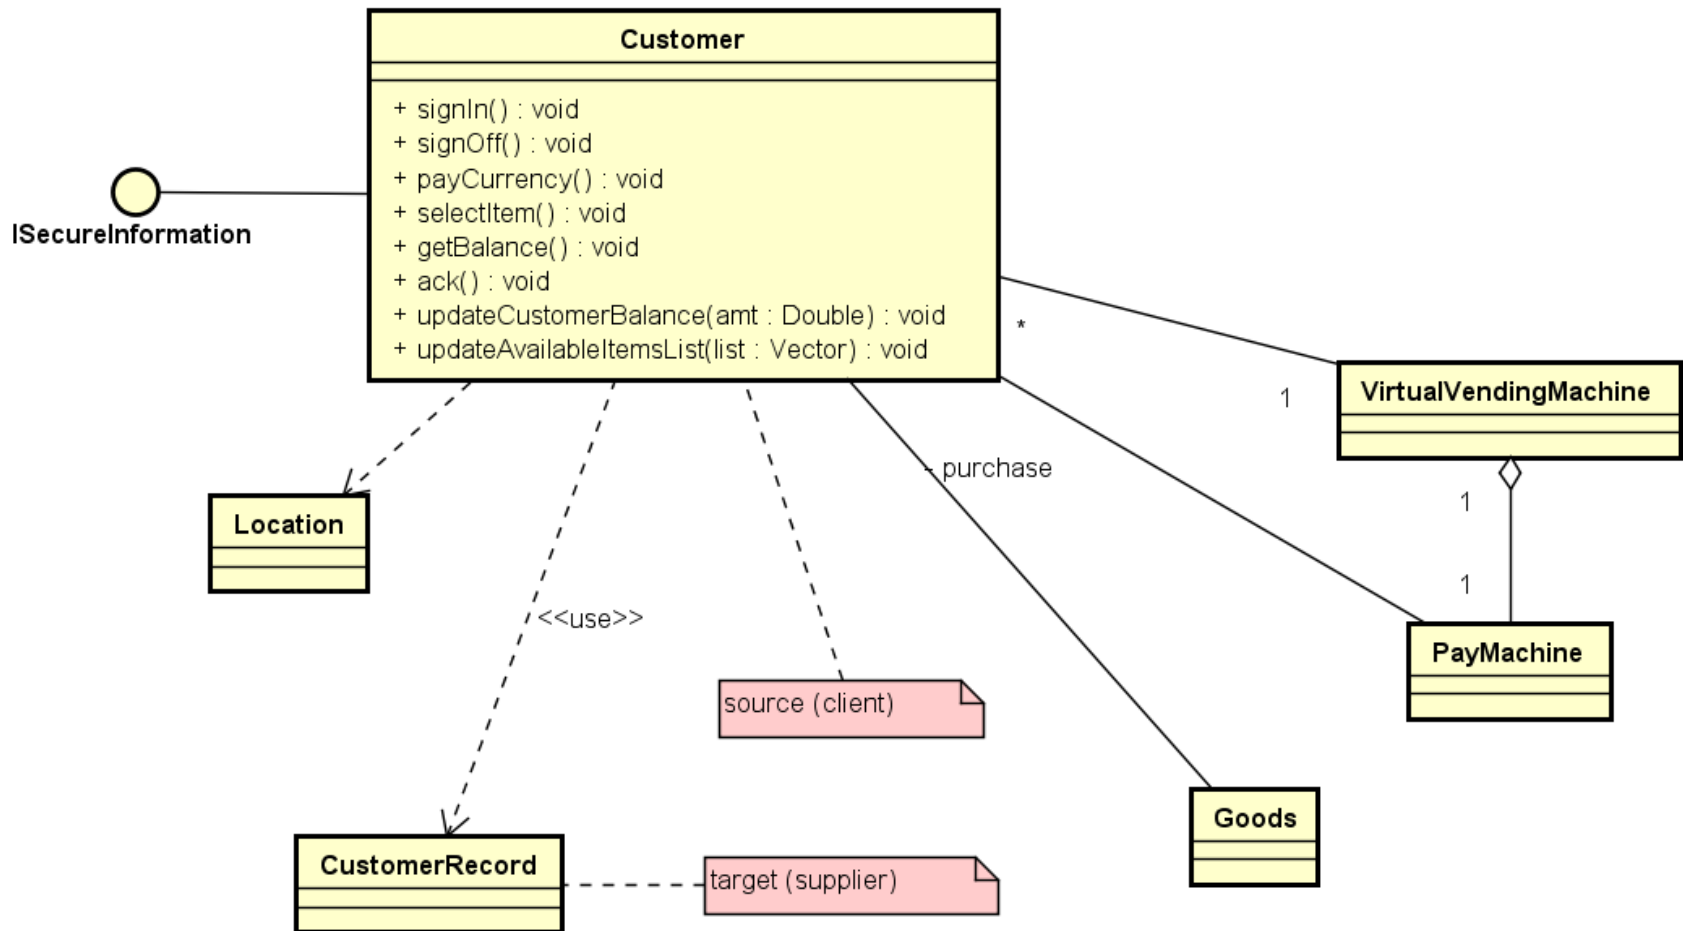 Customer
+ signIn() : void
+ signOff() : void
+ payCurrency() : void
+ selectItem() : void
+ getBalance() : void
+ ack() : void
+ updateCustomerBalance(amt : Double) : void
+ updateAvailableItemsList(list : Vector) : void
ISecureInformation
*
1
VirtualVendingMachine
- purchase
1
Location
1
<<use>>
PayMachine
source (client)
Goods
CustomerRecord
target (supplier)